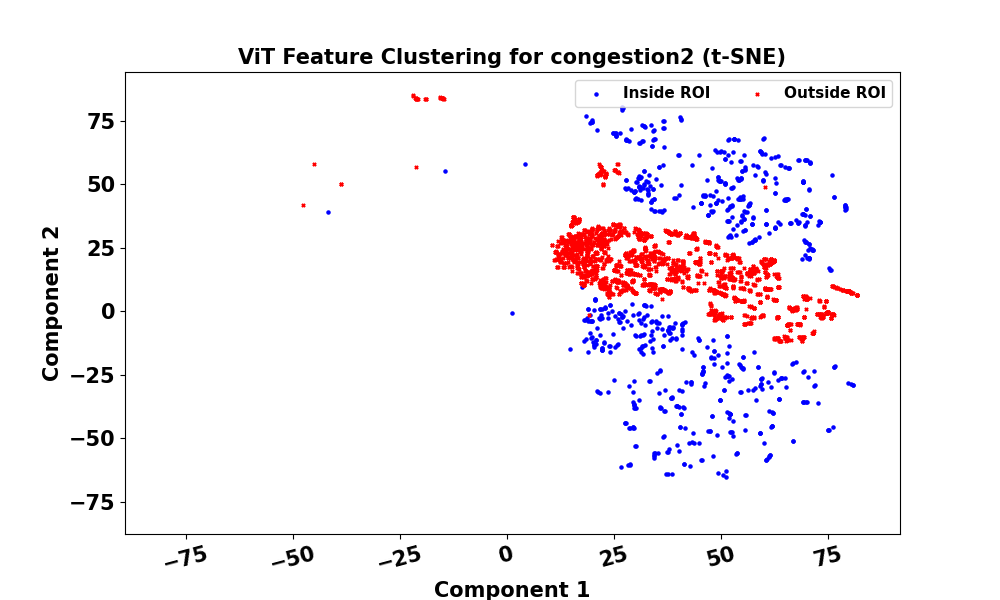 ViT Feature Clustering for congestion2 (t-SNE)
Inside ROI
Outside ROI
Component 2
75
50
25
0
−25
−50
−75
−75
−50
−25
0
25
50
75
Component 1